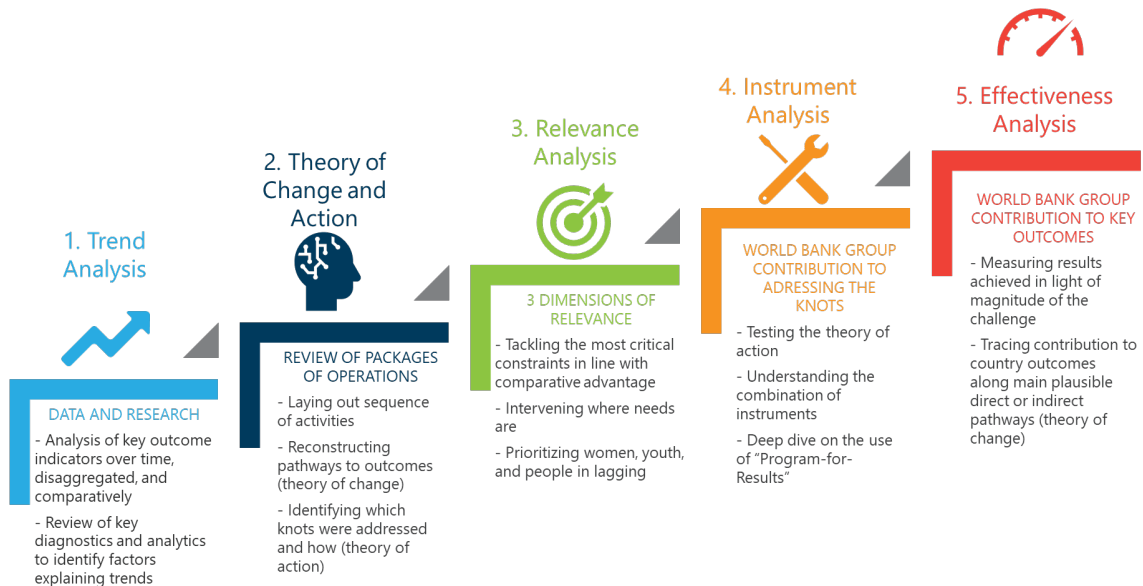 1. Trend
Analysis
DATA AND RESEARCH
- Analysis of key outcome
indicators over time,
disaggregated, and
comparatively
- Review of key
diagnostics and analytics
to identify factors
explaining trends
2. Theory of
Change and
Action
REVIEW OF PACKAGES
OF OPERATIONS
- Laying out sequence
of activities
- Reconstructing
pathways to outcomes
(theory of change)
- Identifying which
knots were addressed
and how (theory of
action)
3. Relevance
Analysis
3 DIMENSIONS OF
RELEVANCE
- Tackling the most critical
constraints in line with
comparative advantage
- Intervening where needs
are
- Prioritizing women, youth,
and people in lagging
4. Instrument
Analysis
WORLD BANK GROUP
CONTRIBUTION TO
ADRESSING THE
KNOTS
- Testing the theory of
action
- Understanding the
combination of
instruments
- Deep dive on the use
of “Program-for-
Results”
5. Effectiveness
Analysis
WORLD BANK GROUP
CONTRIBUTION TO KEY
OUTCOMES
- Measuring results
achieved in light of
magnitude of the
challenge
- Tracing contribution to
country outcomes
along main plausible
direct or indirect
pathways (theory of
change)